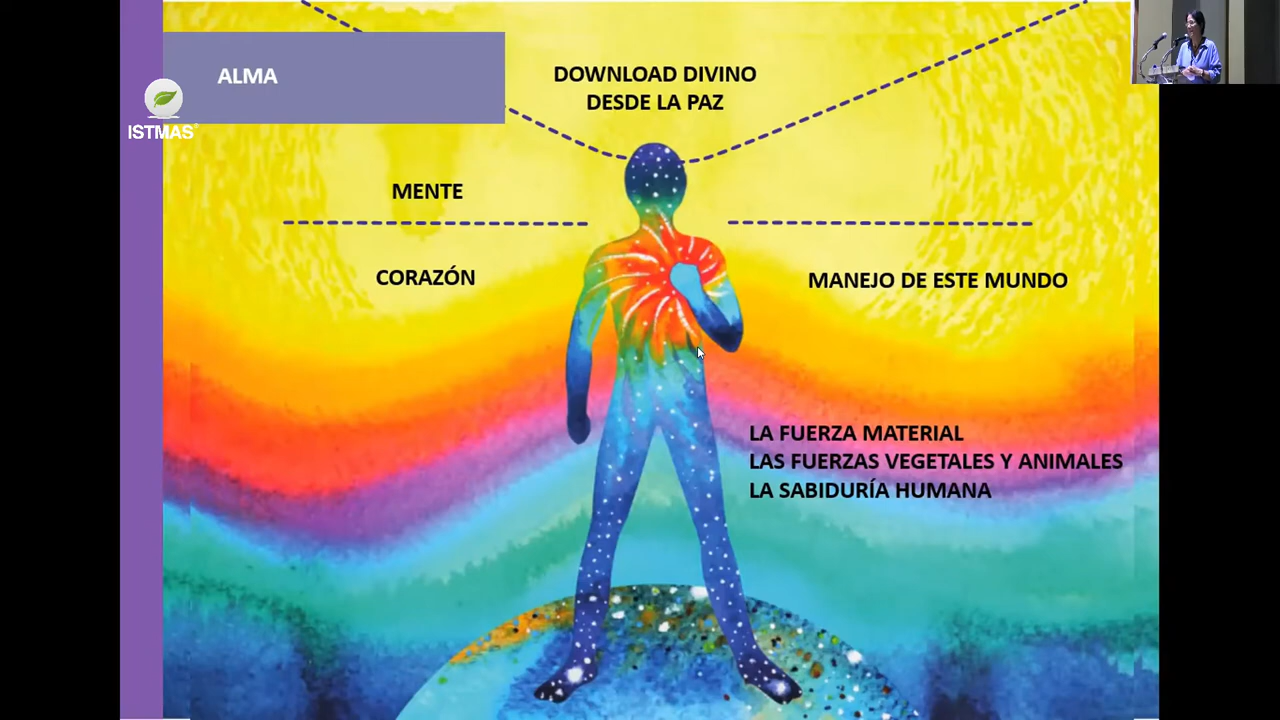 ALMA
ISTMAS
DOWNLOAD DIVINO
DESDE LA PAZ
MENTE
CORAZÓN
MANEJO DE ESTE MUNDO
LA FUERZA MATERIAL
LAS FUERZAS VEGETALES Y ANIMALES
LA SABIDURÍA HUMANA